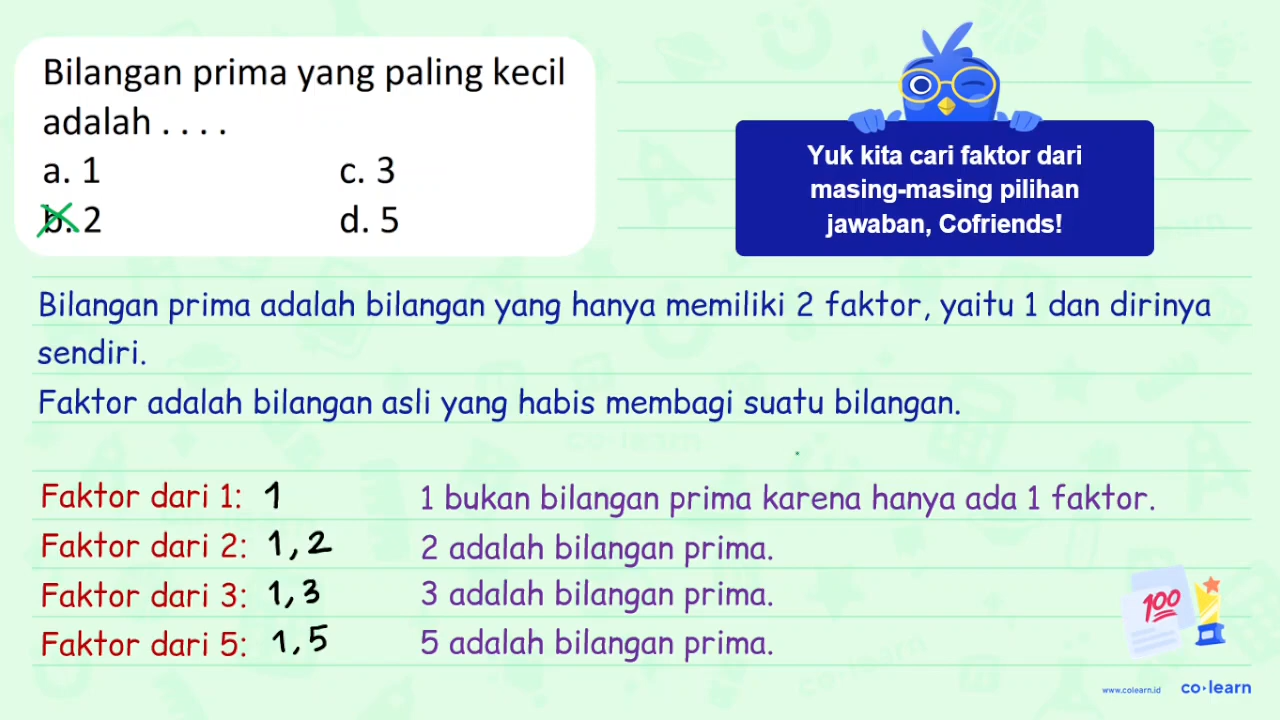 Bilangan prima yang paling kecil
adalah . . . .
a. 1 c. 3
b. 2 d. 5
Yuk kita cari faktor dari
masing-masing pilihan
jawaban, Cofriends!
Bilangan prima adalah bilangan yang hanya memiliki 2 faktor, yaitu 1 dan dirinya
sendiri.
Faktor adalah bilangan asli yang habis membagi suatu bilangan.
Faktor dari 1: 1 1 bukan bilangan prima karena hanya ada 1 faktor.
Faktor dari 2: 1, 2 2 adalah bilangan prima.
Faktor dari 3: 1, 3 3 adalah bilangan prima.
Faktor dari 5: 1, 5 5 adalah bilangan prima.
100
www.colearn.id co·learn